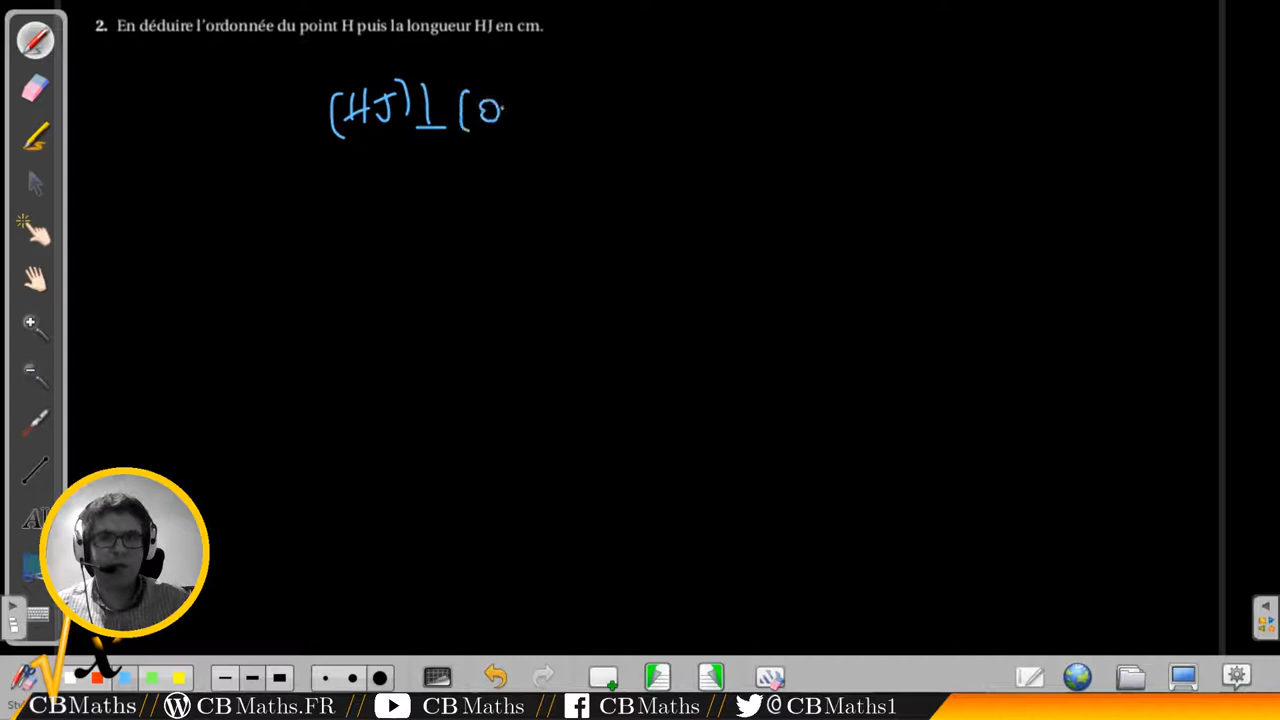 2. En déduire l'ordonnée du point H puis la longueur HJ en cm.
(HJ) ⊥ (O
CBMaths// CBMaths.FR // CBMaths // CBMaths // @CBMaths1